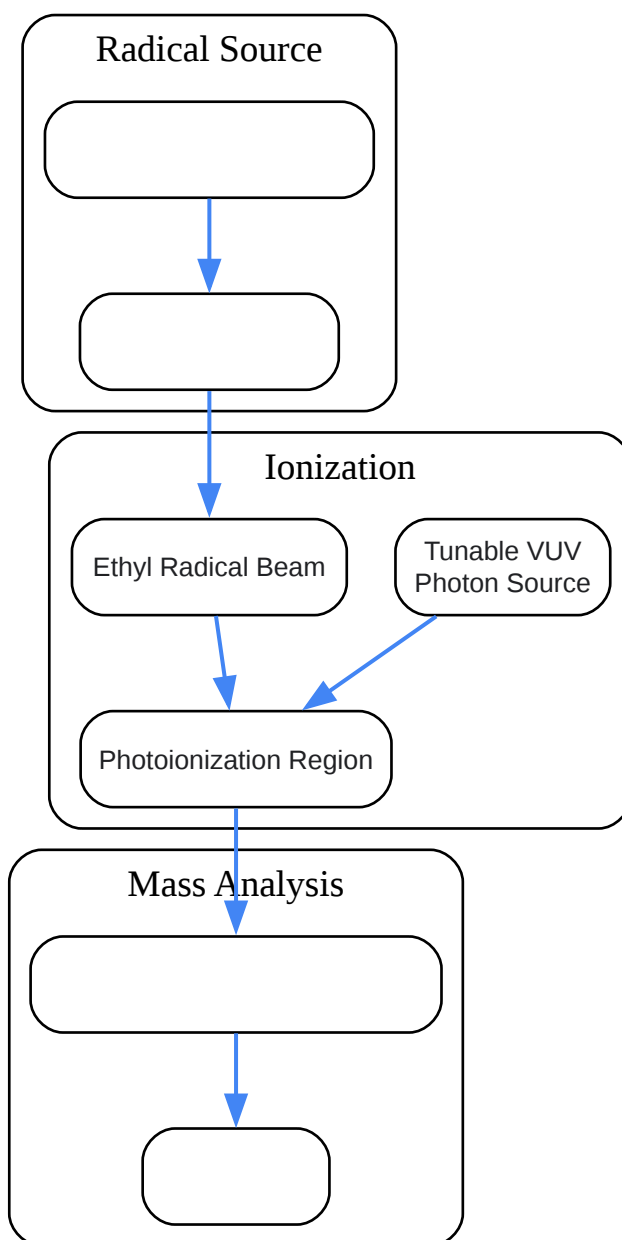 Radical Source
Ionization
Ethyl Radical Beam
Tunable VUV
Photon Source
Photoionization Region
Mass Analysis